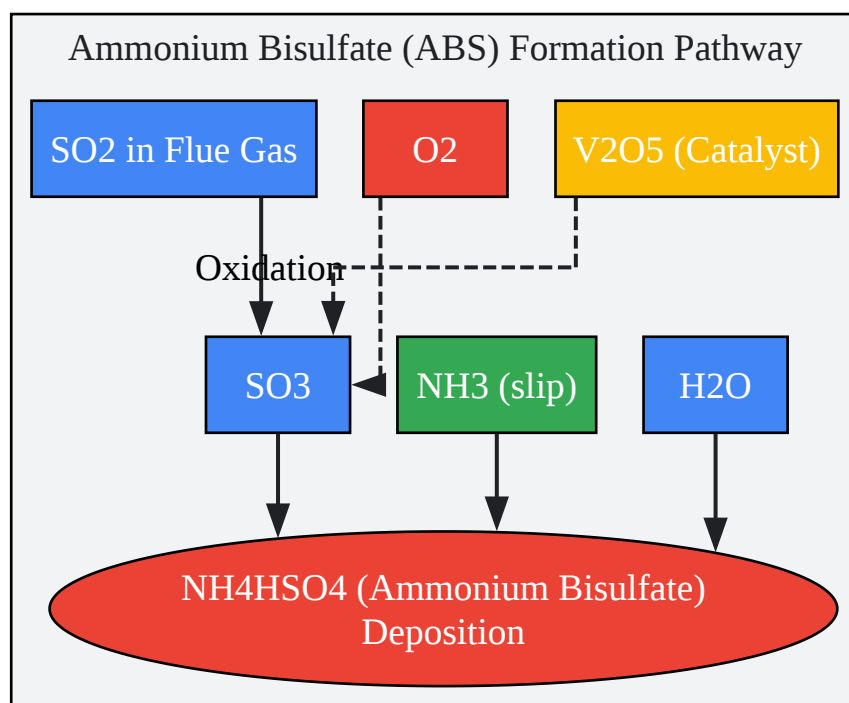 Ammonium Bisulfate (ABS) Formation Pathway
SO2 in Flue Gas
O2
V2O5 (Catalyst)
Oxidation
SO3
NH3 (slip)
H2O
NH4HSO4 (Ammonium Bisulfate)
Deposition